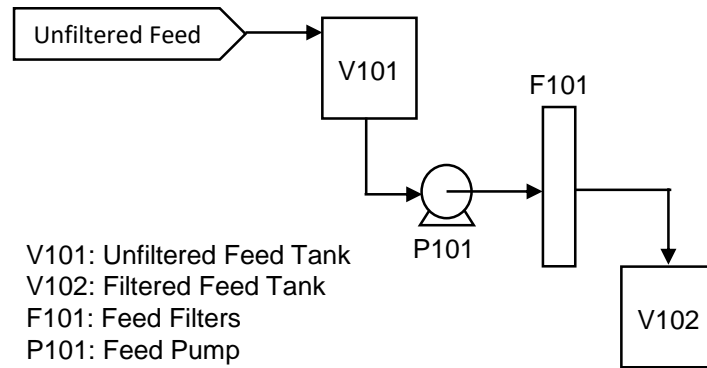 Unfiltered Feed
V101
F101
P101
V101: Unfiltered Feed Tank
V102: Filtered Feed Tank
F101: Feed Filters
P101: Feed Pump
V102